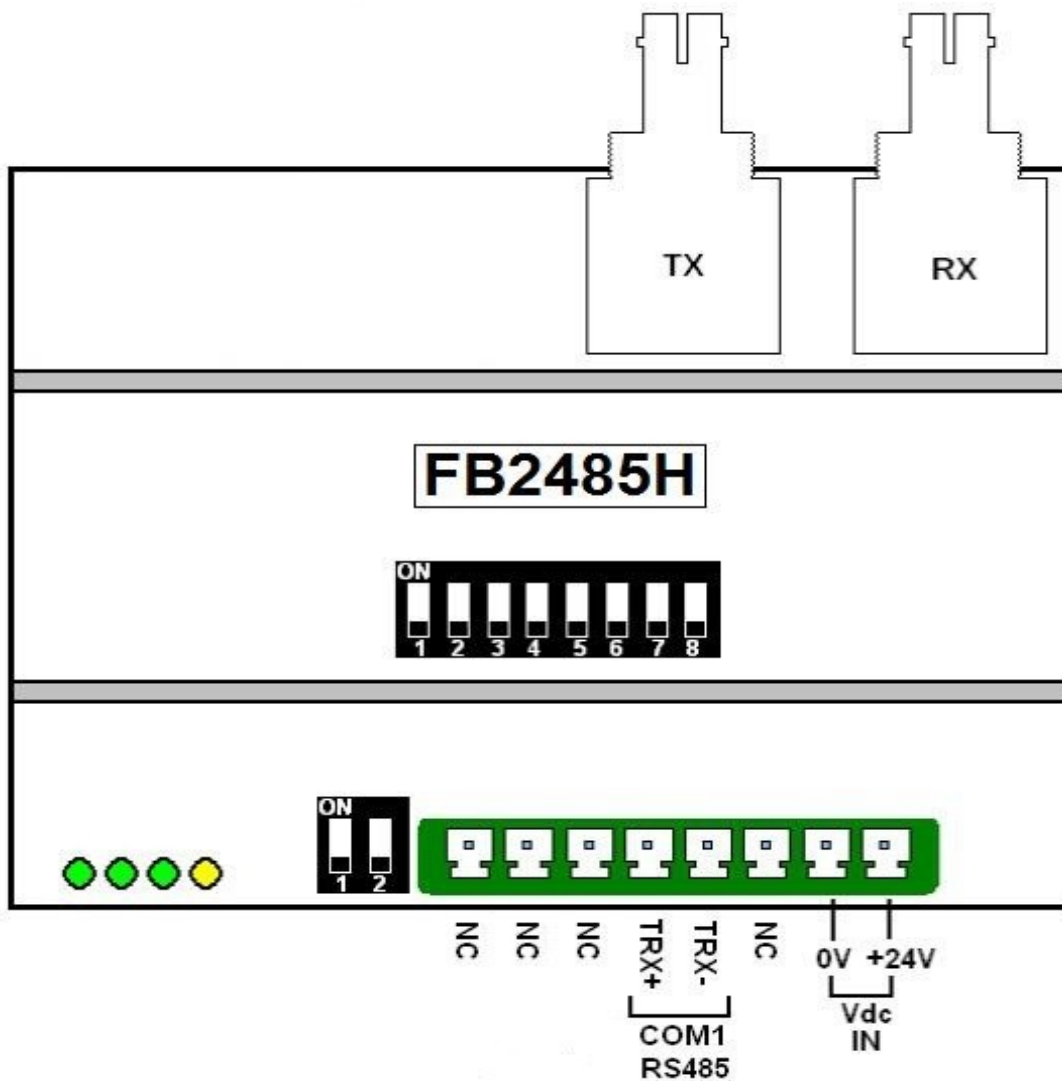 TX RX
FB2485H
ON
1 2 3 4 5 6 7 8
ON
1 2
NC NC NC TRX+ TRX- NC 0V +24V
COM1
RS485
Vdc
IN